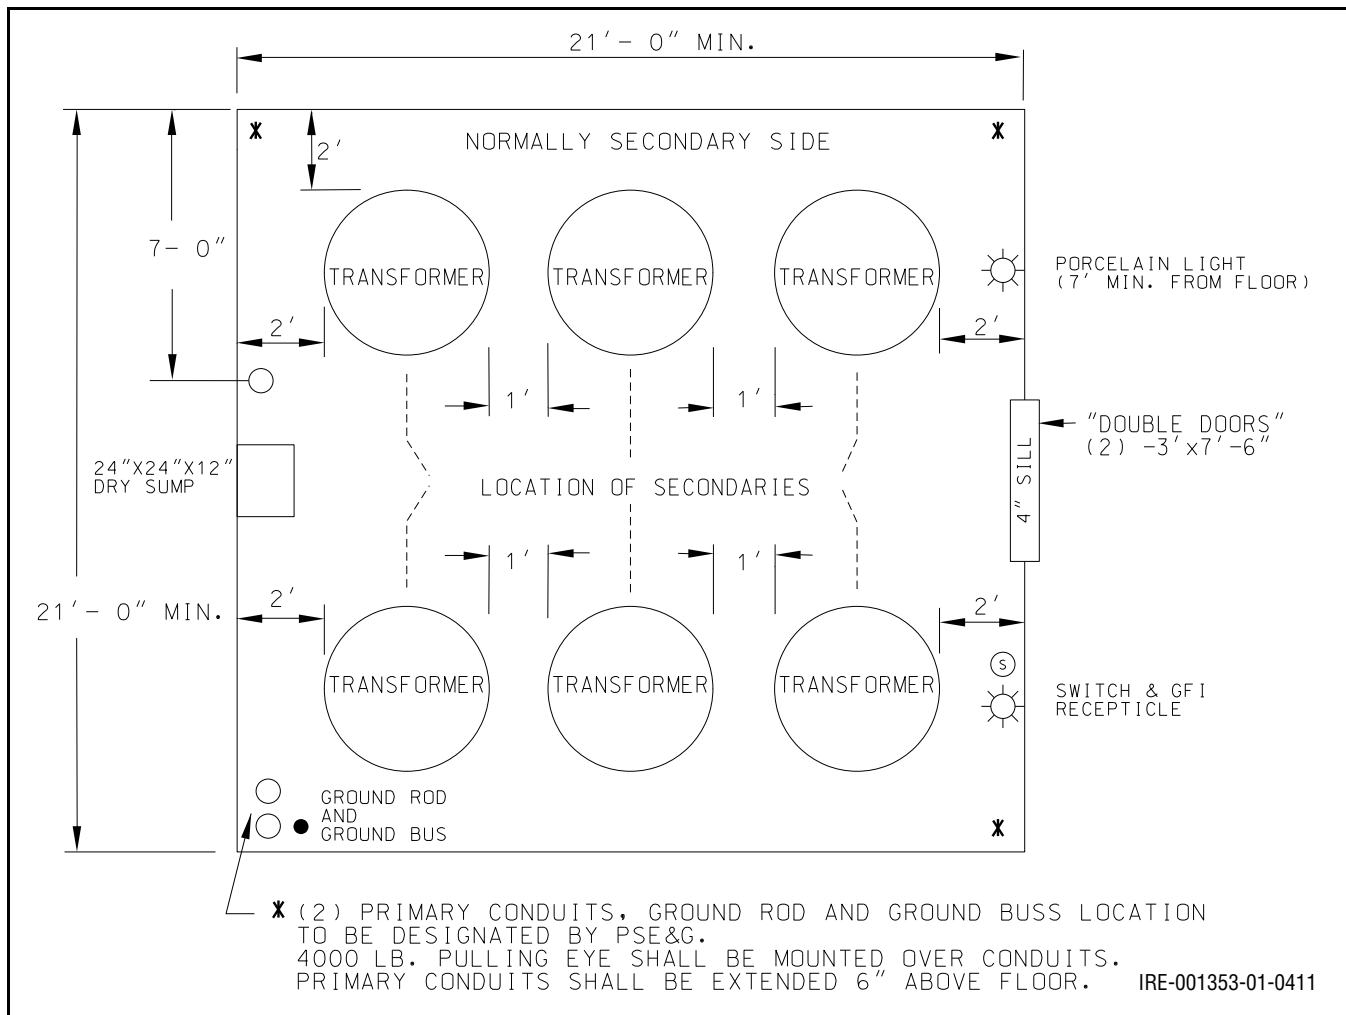 21'- 0" MIN.
NORMALLY SECONDARY SIDE
2'
7- 0"
TRANSFORMER TRANSFORMER TRANSFORMER
PORCELAIN LIGHT
(7' MIN. FROM FLOOR)
2' 2'
1' 1'
"DOUBLE DOORS"
(2) -3'x7'-6"
24"X24"X12"
DRY SUMP
LOCATION OF SECONDARIES
4" SILL
1' 1'
2' 2'
21'- 0" MIN.
S
TRANSFORMER TRANSFORMER TRANSFORMER
SWITCH & GFI
RECEPTICLE
GROUND ROD
AND
GROUND BUS
(2) PRIMARY CONDUITS, GROUND ROD AND GROUND BUSS LOCATION
TO BE DESIGNATED BY PSE&G.
4000 LB. PULLING EYE SHALL BE MOUNTED OVER CONDUITS.
PRIMARY CONDUITS SHALL BE EXTENDED 6" ABOVE FLOOR.
IRE-001353-01-0411